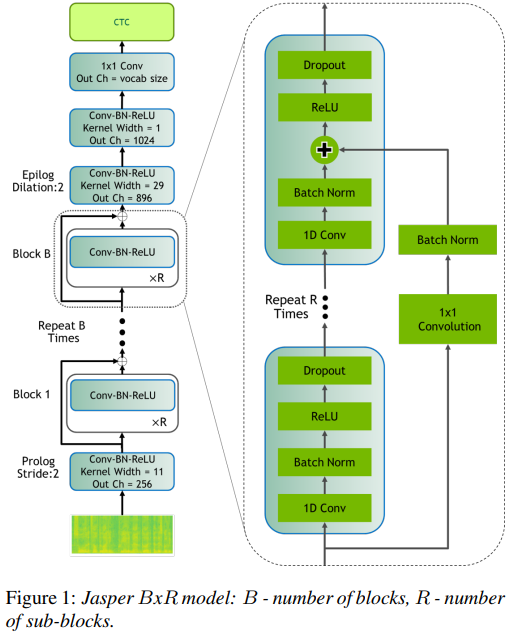 CTC
1x1 Conv
Out Ch = vocab size
Conv-BN-ReLU
Kernel Width = 1
Out Ch = 1024
Conv-BN-ReLU
Kernel Width = 29
Out Ch = 896
Epilog
Dilation:2
Block B
Conv-BN-ReLU
×R
Repeat B
Times
Block 1
Conv-BN-ReLU
×R
Prolog
Stride:2
Conv-BN-ReLU
Kernel Width = 11
Out Ch = 256
Dropout
ReLU
+
Batch Norm
1D Conv
Repeat R
Times
Dropout
ReLU
Batch Norm
1D Conv
Batch Norm
1x1
Convolution
Figure 1: Jasper BxR model: B - number of blocks, R - number
of sub-blocks.